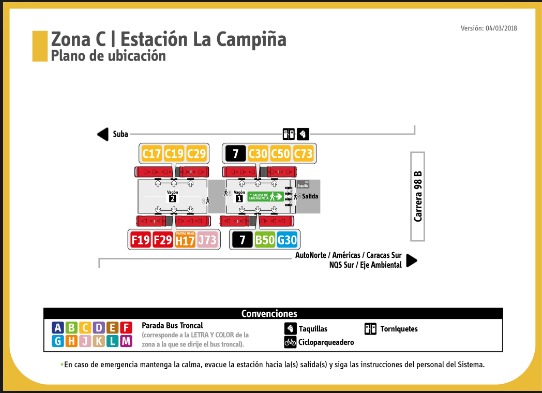 Zona C | Estación La Campiña
Plano de ubicación
Versión: 04/03/2018
Suba
C17 C19 C29
7 C30 C50 C73
Vagón
2
Vagón
1
Salida
Carrera 98 B
F19 F29 H17 J73
7 B50 G30
AutoNorte / Américas / Caracas Sur
NQS Sur / Eje Ambiental
Convenciones
A B C D E F
G H J K L M
Parada Bus Troncal
(corresponde a la LETRA Y COLOR de la
zona a la que se dirije el bus troncal).
Taquillas
Cicloparqueadero
Torniquetes
*En caso de emergencia mantenga la calma, evacue la estación hacia la(s) salida(s) y siga las instrucciones del personal del Sistema.